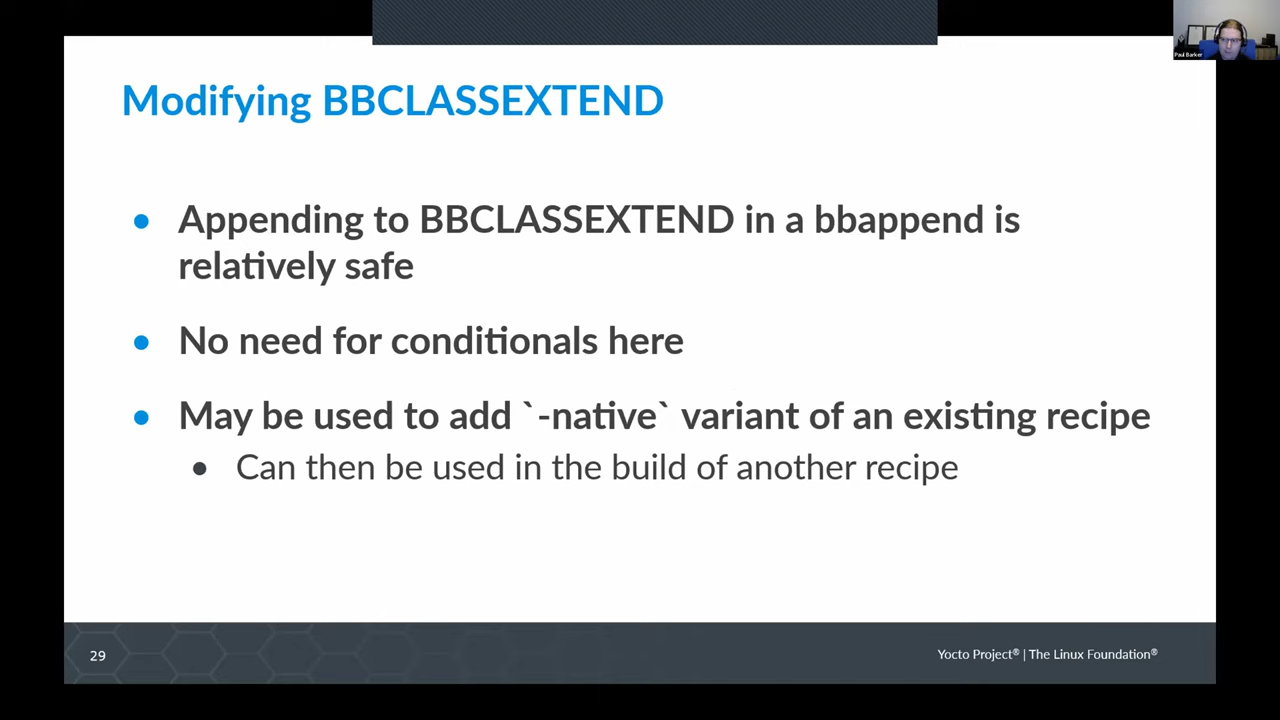 Paul Barker
Modifying BBCLASSEXTEND
• Appending to BBCLASSEXTEND in a bbappend is
relatively safe
• No need for conditionals here
• May be used to add `-native` variant of an existing recipe
• Can then be used in the build of another recipe
29
Yocto Project® | The Linux Foundation®